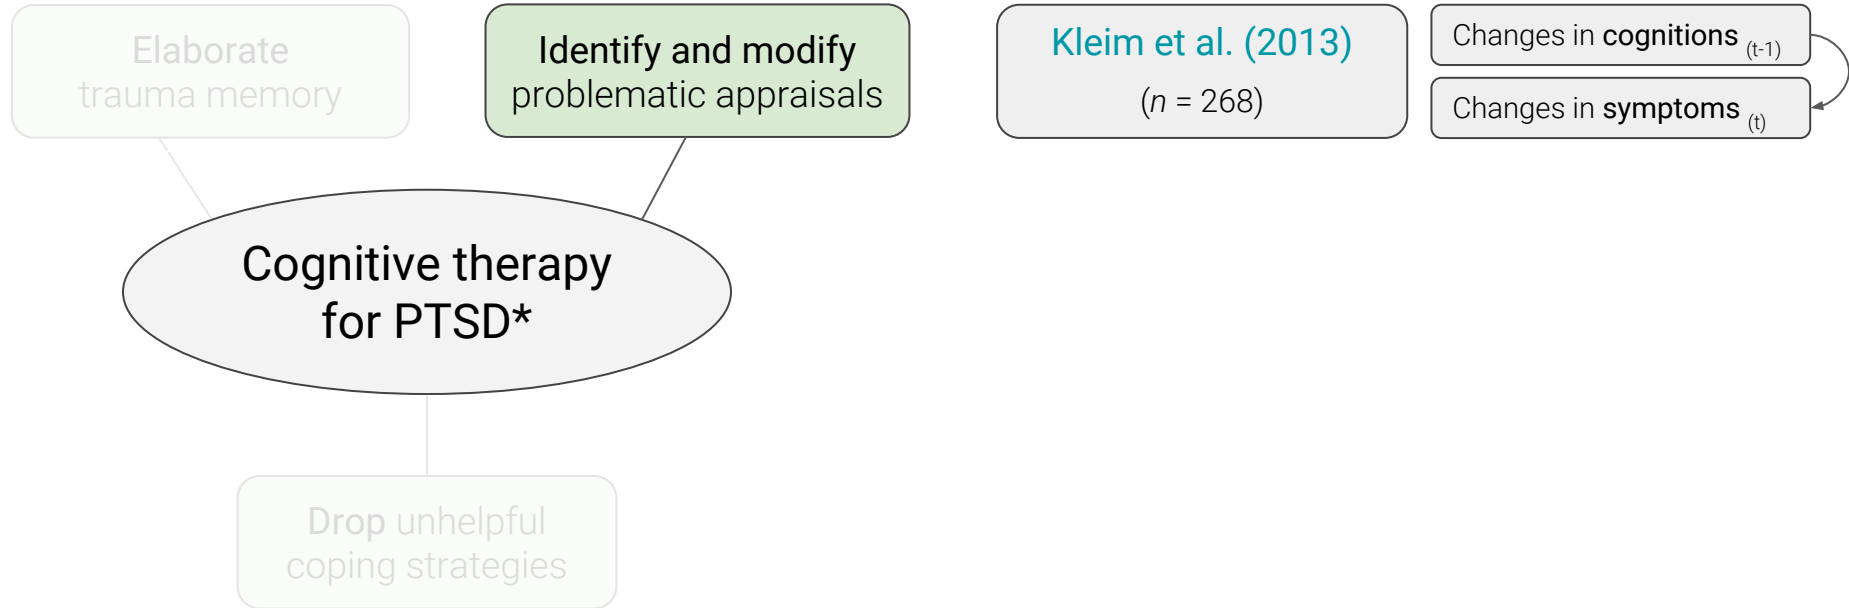 Elaborate
trauma memory
Identify and modify
problematic appraisals
Kleim et al. (2013)
(n = 268)
Changes in cognitions (t-1)
Changes in symptoms (t)
Cognitive therapy
for PTSD*
Drop unhelpful
coping strategies